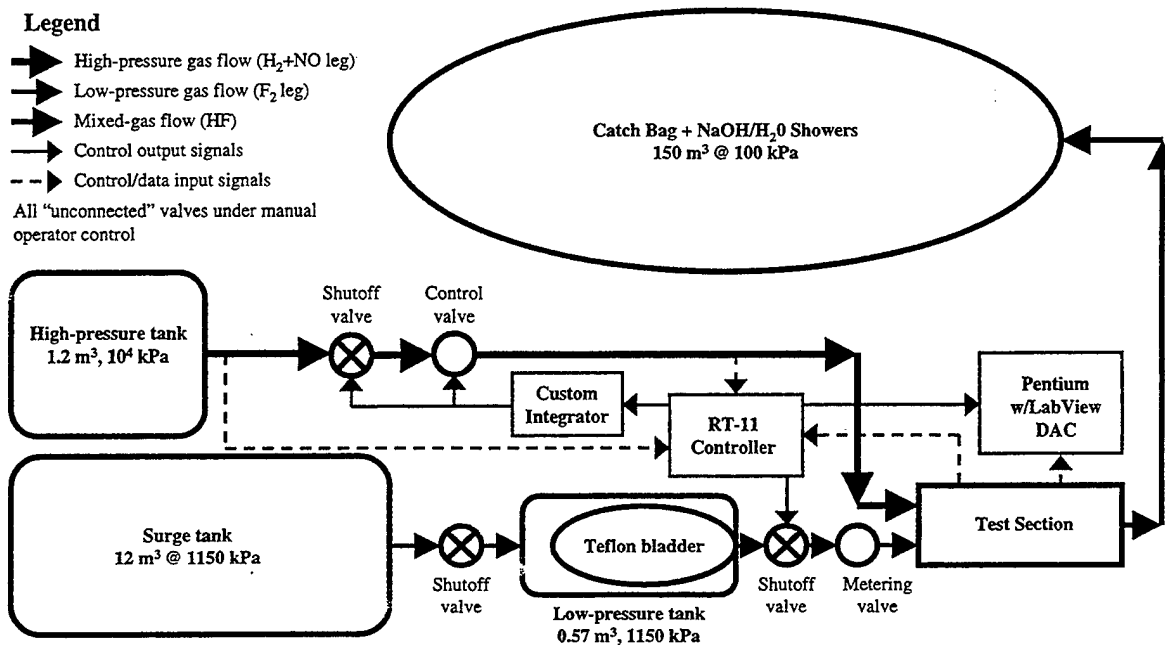 Legend
High-pressure gas flow (H₂+NO leg)
Low-pressure gas flow (F₂ leg)
Mixed-gas flow (HF)
Control output signals
Control/data input signals
All "unconnected" valves under manual
operator control
Catch Bag + NaOH/H₂0 Showers
150 m³ @ 100 kPa
High-pressure tank
1.2 m³, 10⁴ kPa
Shutoff
valve
Control
valve
Custom
Integrator
RT-11
Controller
Pentium
w/LabView
DAC
Surge tank
12 m³ @ 1150 kPa
Shutoff
valve
Teflon bladder
Low-pressure tank
0.57 m³, 1150 kPa
Shutoff
valve
Metering
valve
Test Section